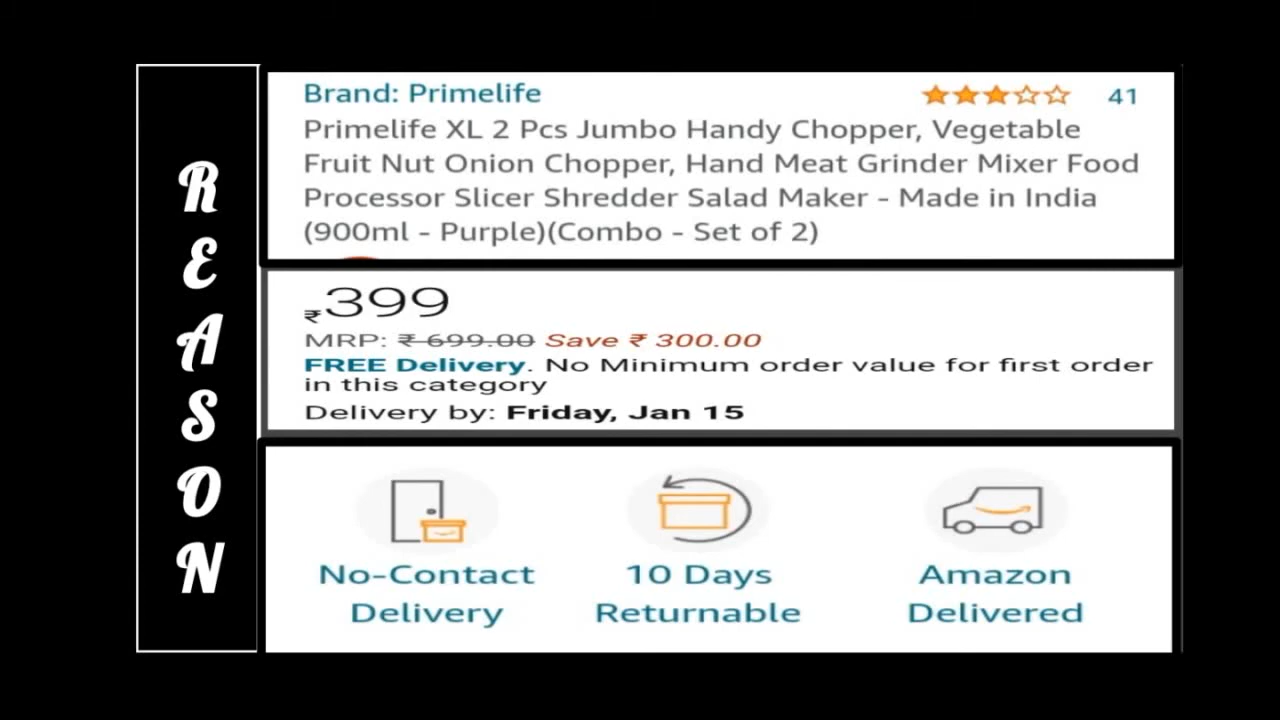 REASON
Brand: Primelife 41
Primelife XL 2 Pcs Jumbo Handy Chopper, Vegetable
Fruit Nut Onion Chopper, Hand Meat Grinder Mixer Food
Processor Slicer Shredder Salad Maker - Made in India
(900ml - Purple)(Combo - Set of 2)
₹399
MRP: ₹ 699.00 Save ₹ 300.00
FREE Delivery. No Minimum order value for first order
in this category
Delivery by: Friday, Jan 15
No-Contact 10 Days Amazon
Delivery Returnable Delivered